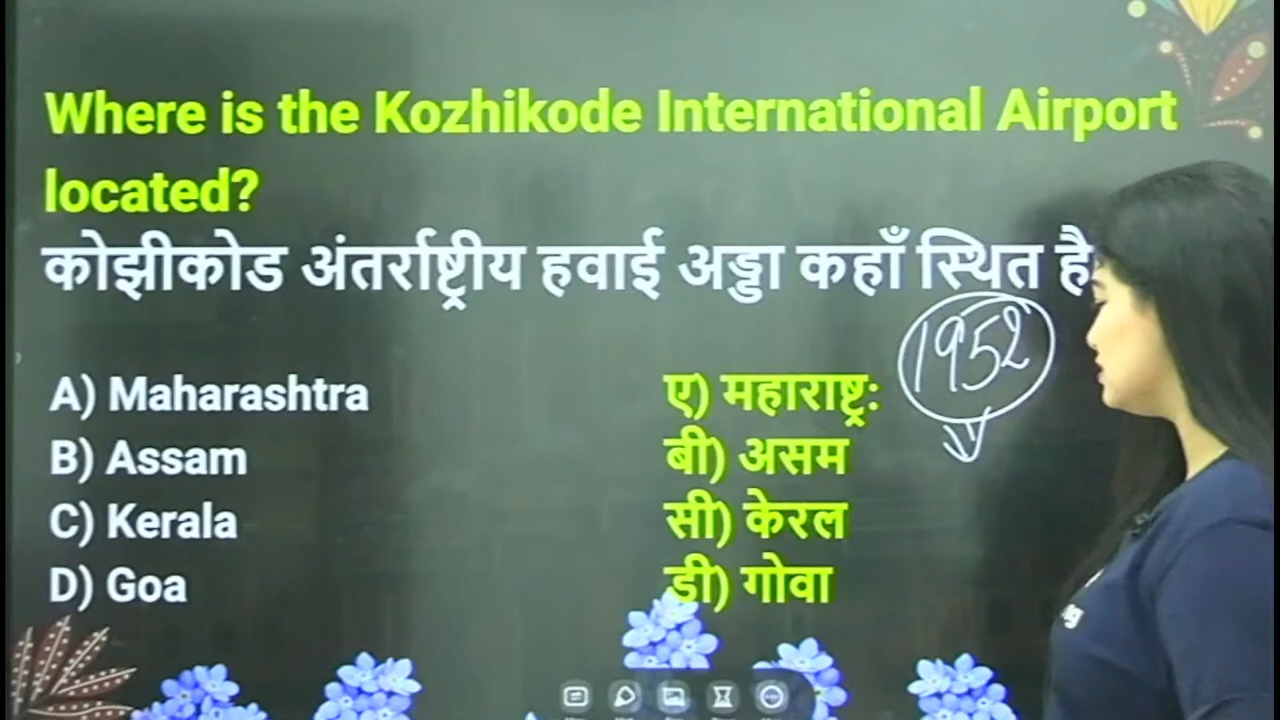 Where is the Kozhikode International Airport
located?
कोझीकोड अंतर्राष्ट्रीय हवाई अड्डा कहाँ स्थित है
1952
A) Maharashtra
ए) महाराष्ट्र:
B) Assam
बी) असम
C) Kerala
सी) केरल
D) Goa
डी) गोवा